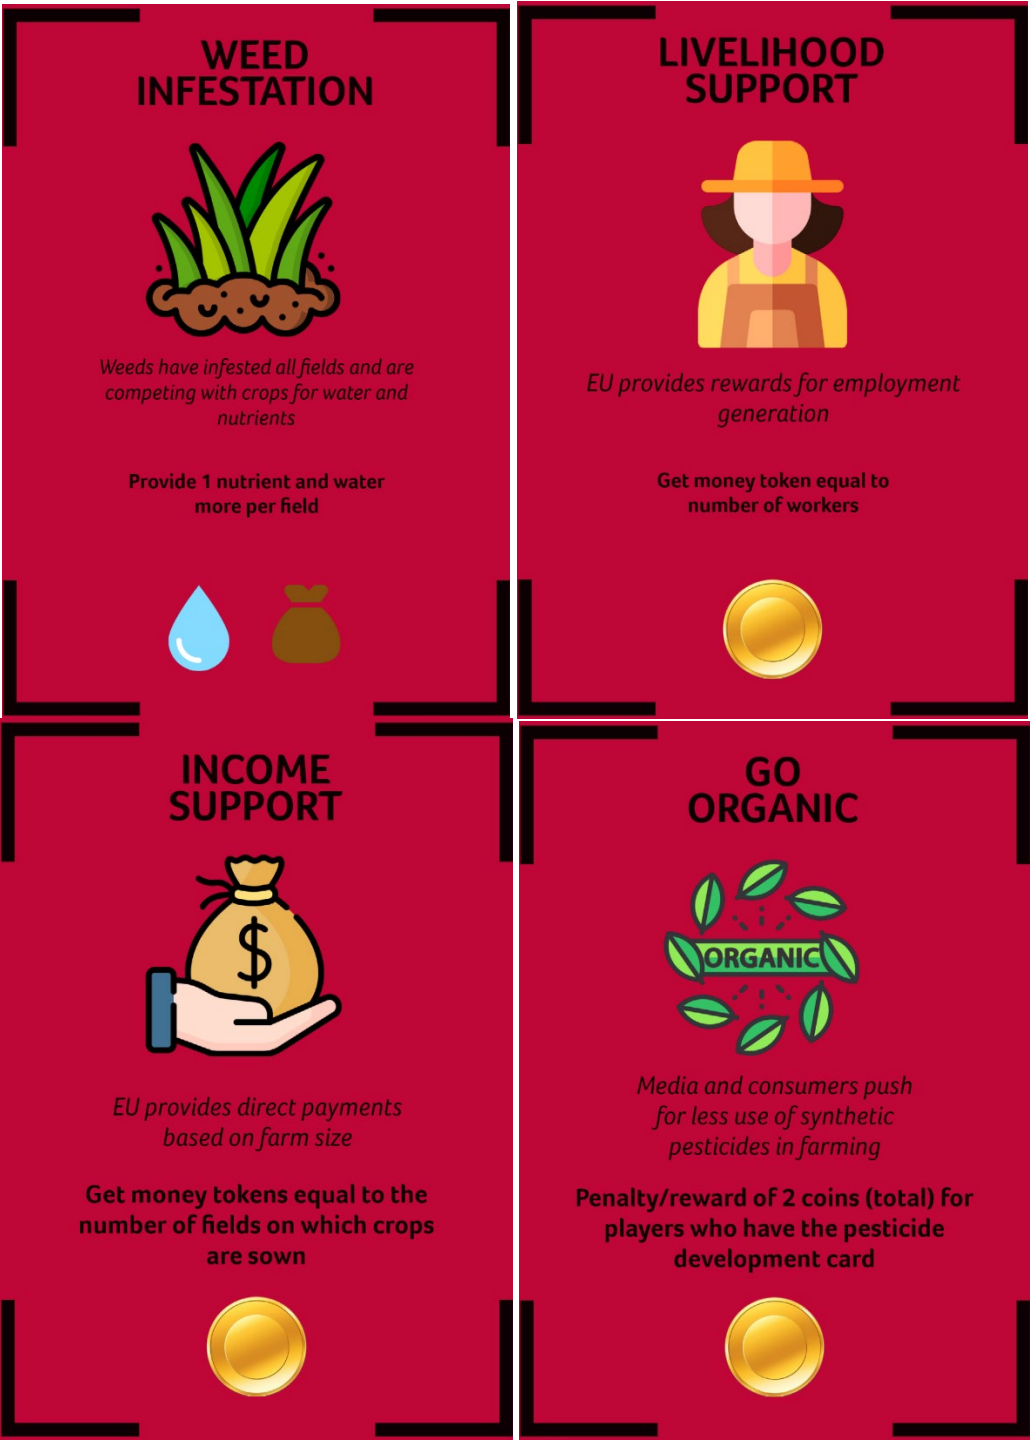 WEED
INFESTATION
Weeds have infested all fields and are
competing with crops for water and
nutrients
Provide 1 nutrient and water
more per field
LIVELIHOOD
SUPPORT
EU provides rewards for employment
generation
Get money token equal to
number of workers
INCOME
SUPPORT
$
EU provides direct payments
based on farm size
Get money tokens equal to the
number of fields on which crops
are sown
GO
ORGANIC
ORGANIC
Media and consumers push
for less use of synthetic
pesticides in farming
Penalty/reward of 2 coins (total) for
players who have the pesticide
development card